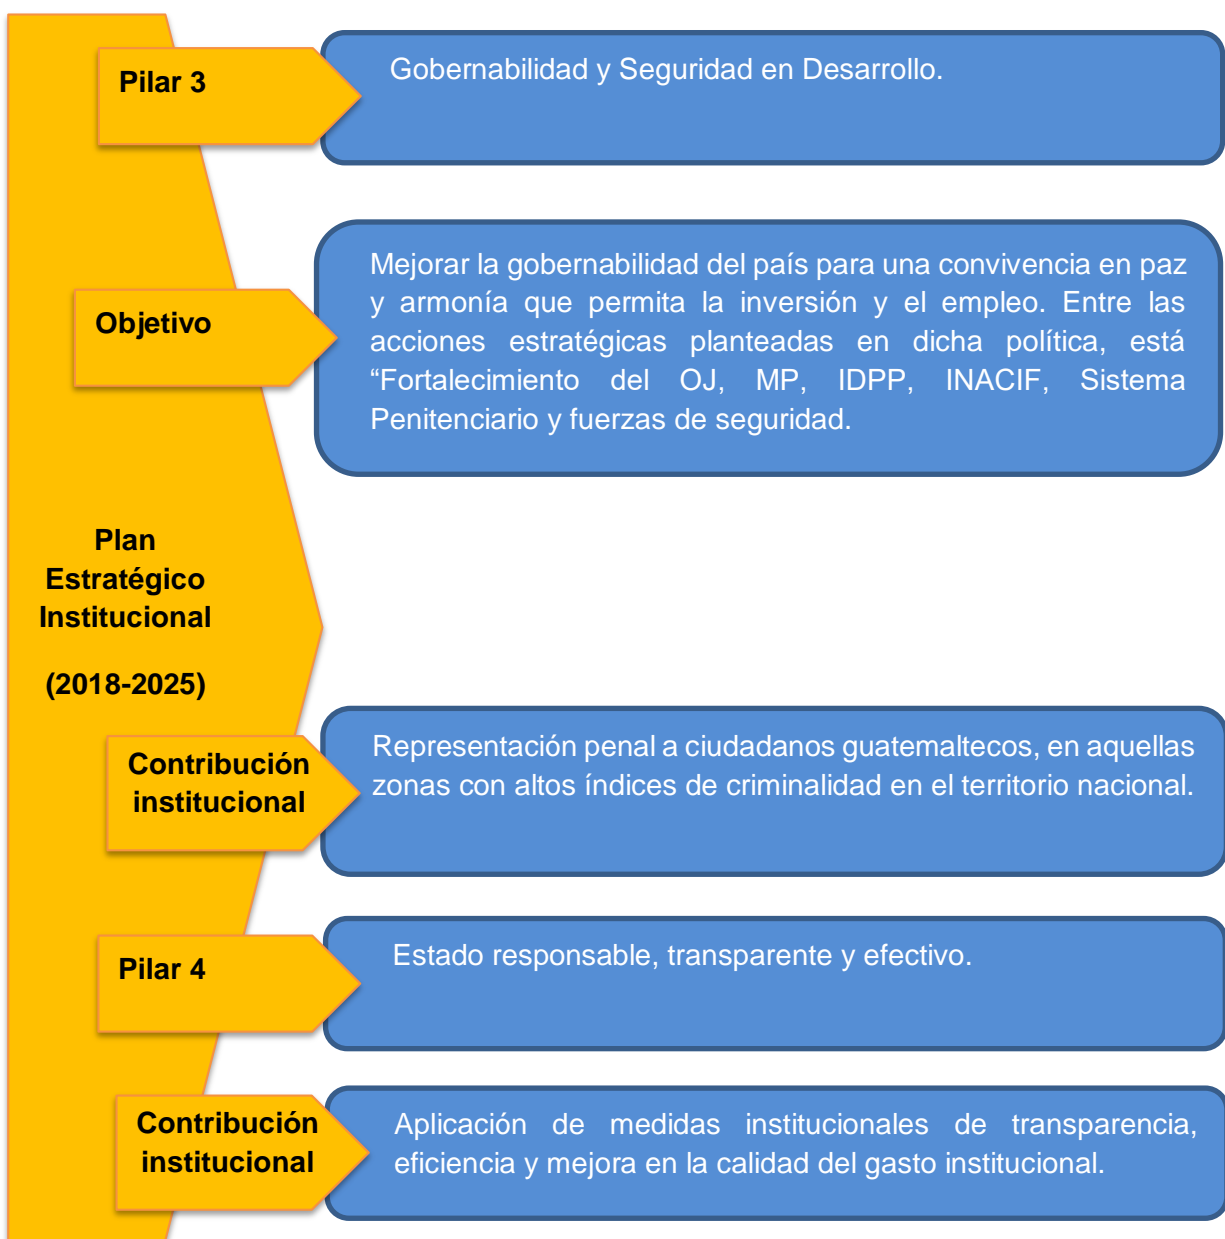 Pilar 3
Gobernabilidad y Seguridad en Desarrollo.
Objetivo
Mejorar la gobernabilidad del país para una convivencia en paz
y armonía que permita la inversión y el empleo. Entre las
acciones estratégicas planteadas en dicha política, está
“Fortalecimiento del OJ, MP, IDPP, INACIF, Sistema
Penitenciario y fuerzas de seguridad.
Plan
Estratégico
Institucional
(2018-2025)
Contribución
institucional
Representación penal a ciudadanos guatemaltecos, en aquellas
zonas con altos índices de criminalidad en el territorio nacional.
Pilar 4
Estado responsable, transparente y efectivo.
Contribución
institucional
Aplicación de medidas institucionales de transparencia,
eficiencia y mejora en la calidad del gasto institucional.